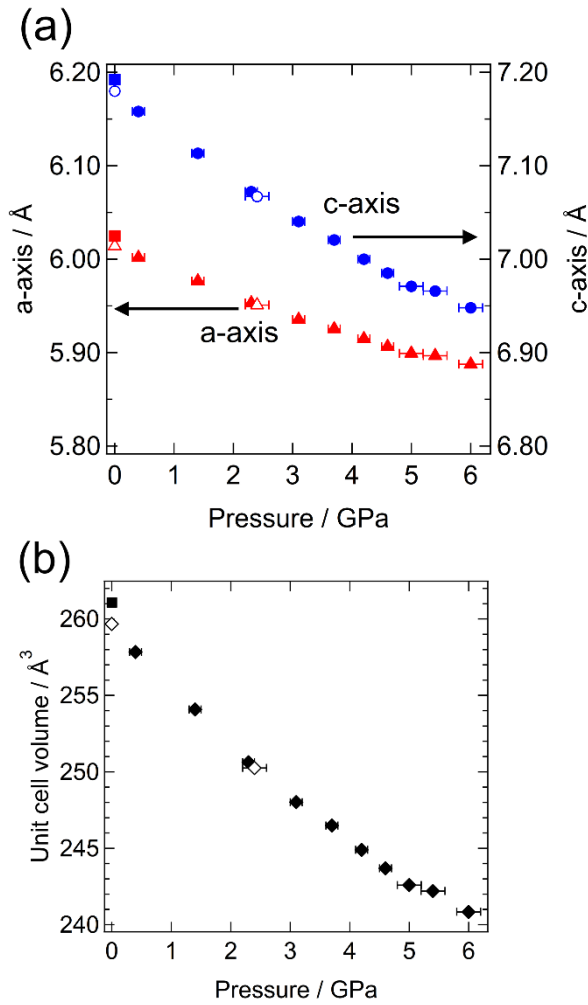 (a)
6.20
6.10
6.00
5.90
5.80
a-axis / Å
7.20
7.10
7.00
6.90
6.80
c-axis / Å
c-axis
a-axis
0 1 2 3 4 5 6
Pressure / GPa
(b)
260
255
250
245
240
Unit cell volume / Å³
0 1 2 3 4 5 6
Pressure / GPa